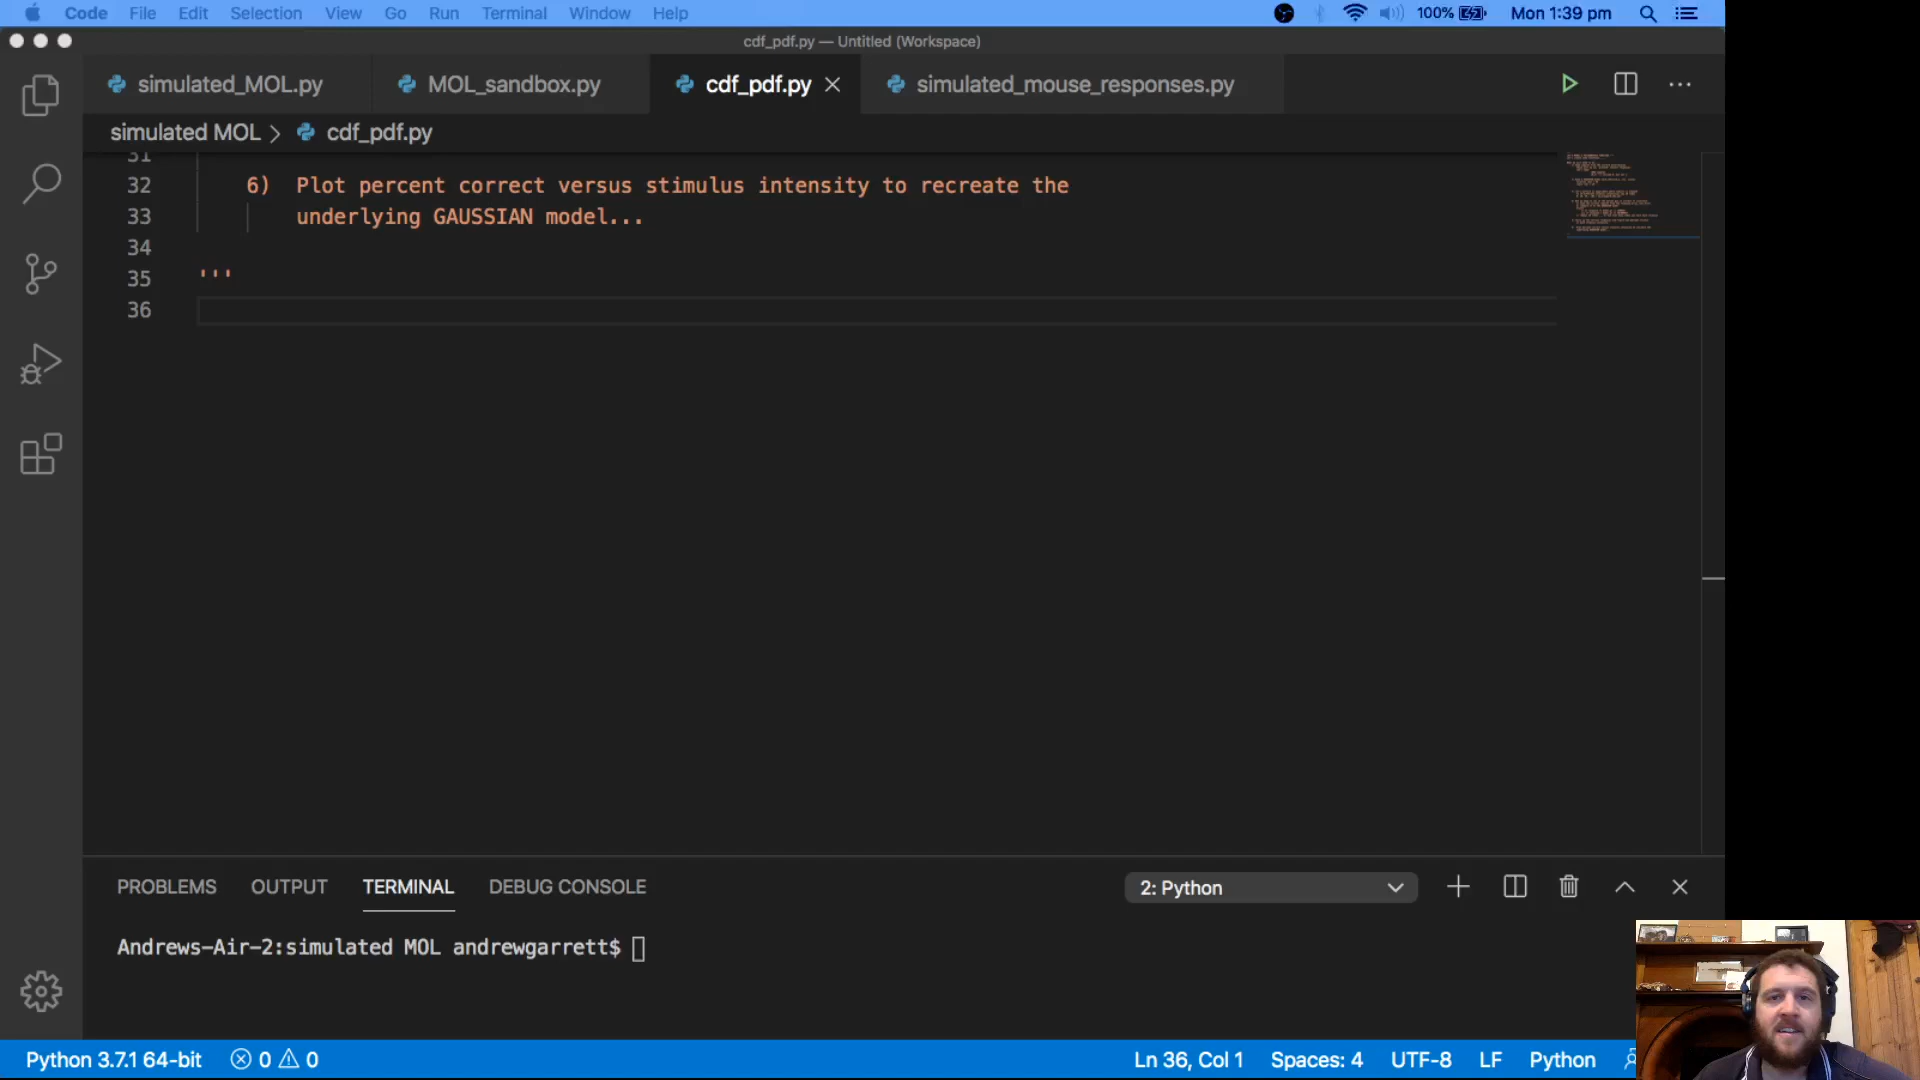 Code File Edit Selection View Go Run Terminal Window Help 100% Mon 1:39 pm
cdf_pdf.py — Untitled (Workspace)
simulated_MOL.py MOL_sandbox.py cdf_pdf.py simulated_mouse_responses.py
simulated MOL > cdf_pdf.py
31
32 6) Plot percent correct versus stimulus intensity to recreate the
33 underlying GAUSSIAN model...
34
35 '''
36
PROBLEMS OUTPUT TERMINAL DEBUG CONSOLE 2: Python
Andrews-Air-2:simulated MOL andrewgarrett$
Python 3.7.1 64-bit 0 0 Ln 36, Col 1 Spaces: 4 UTF-8 LF Python